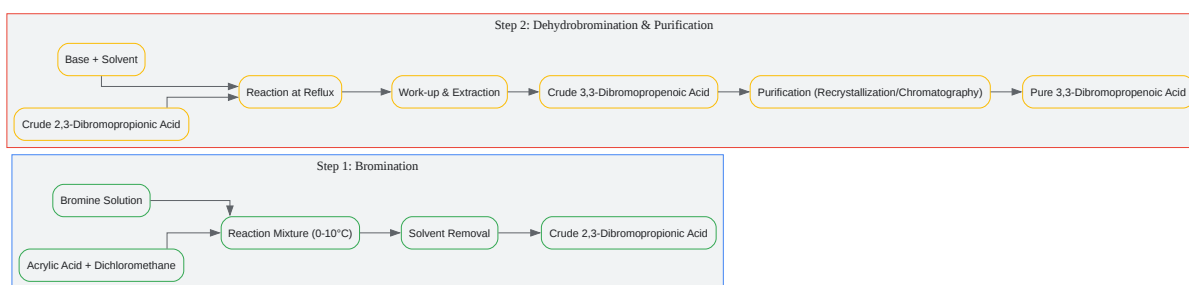 Step 2: Dehydrobromination & Purification
Base + Solvent
Reaction at Reflux
Work-up & Extraction
Crude 3,3-Dibromopropenoic Acid
Purification (Recrystallization/Chromatography)
Pure 3,3-Dibromopropenoic Acid
Crude 2,3-Dibromopropionic Acid
Step 1: Bromination
Bromine Solution
Reaction Mixture (0-10°C)
Solvent Removal
Crude 2,3-Dibromopropionic Acid
Acrylic Acid + Dichloromethane